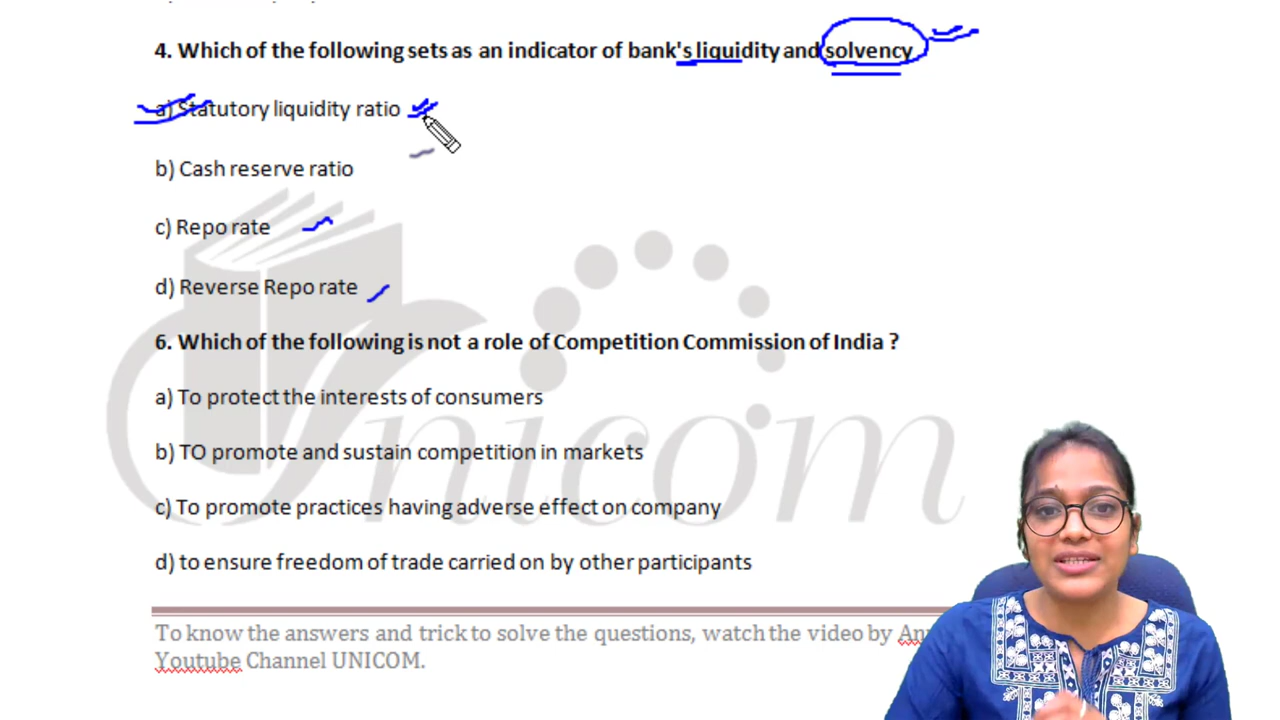 4. Which of the following sets as an indicator of bank's liquidity and solvency
a) Statutory liquidity ratio
b) Cash reserve ratio
c) Repo rate
d) Reverse Repo rate
6. Which of the following is not a role of Competition Commission of India ?
a) To protect the interests of consumers
b) TO promote and sustain competition in markets
c) To promote practices having adverse effect on company
d) to ensure freedom of trade carried on by other participants
To know the answers and trick to solve the questions, watch the video by
Youtube Channel UNICOM.
Unicom